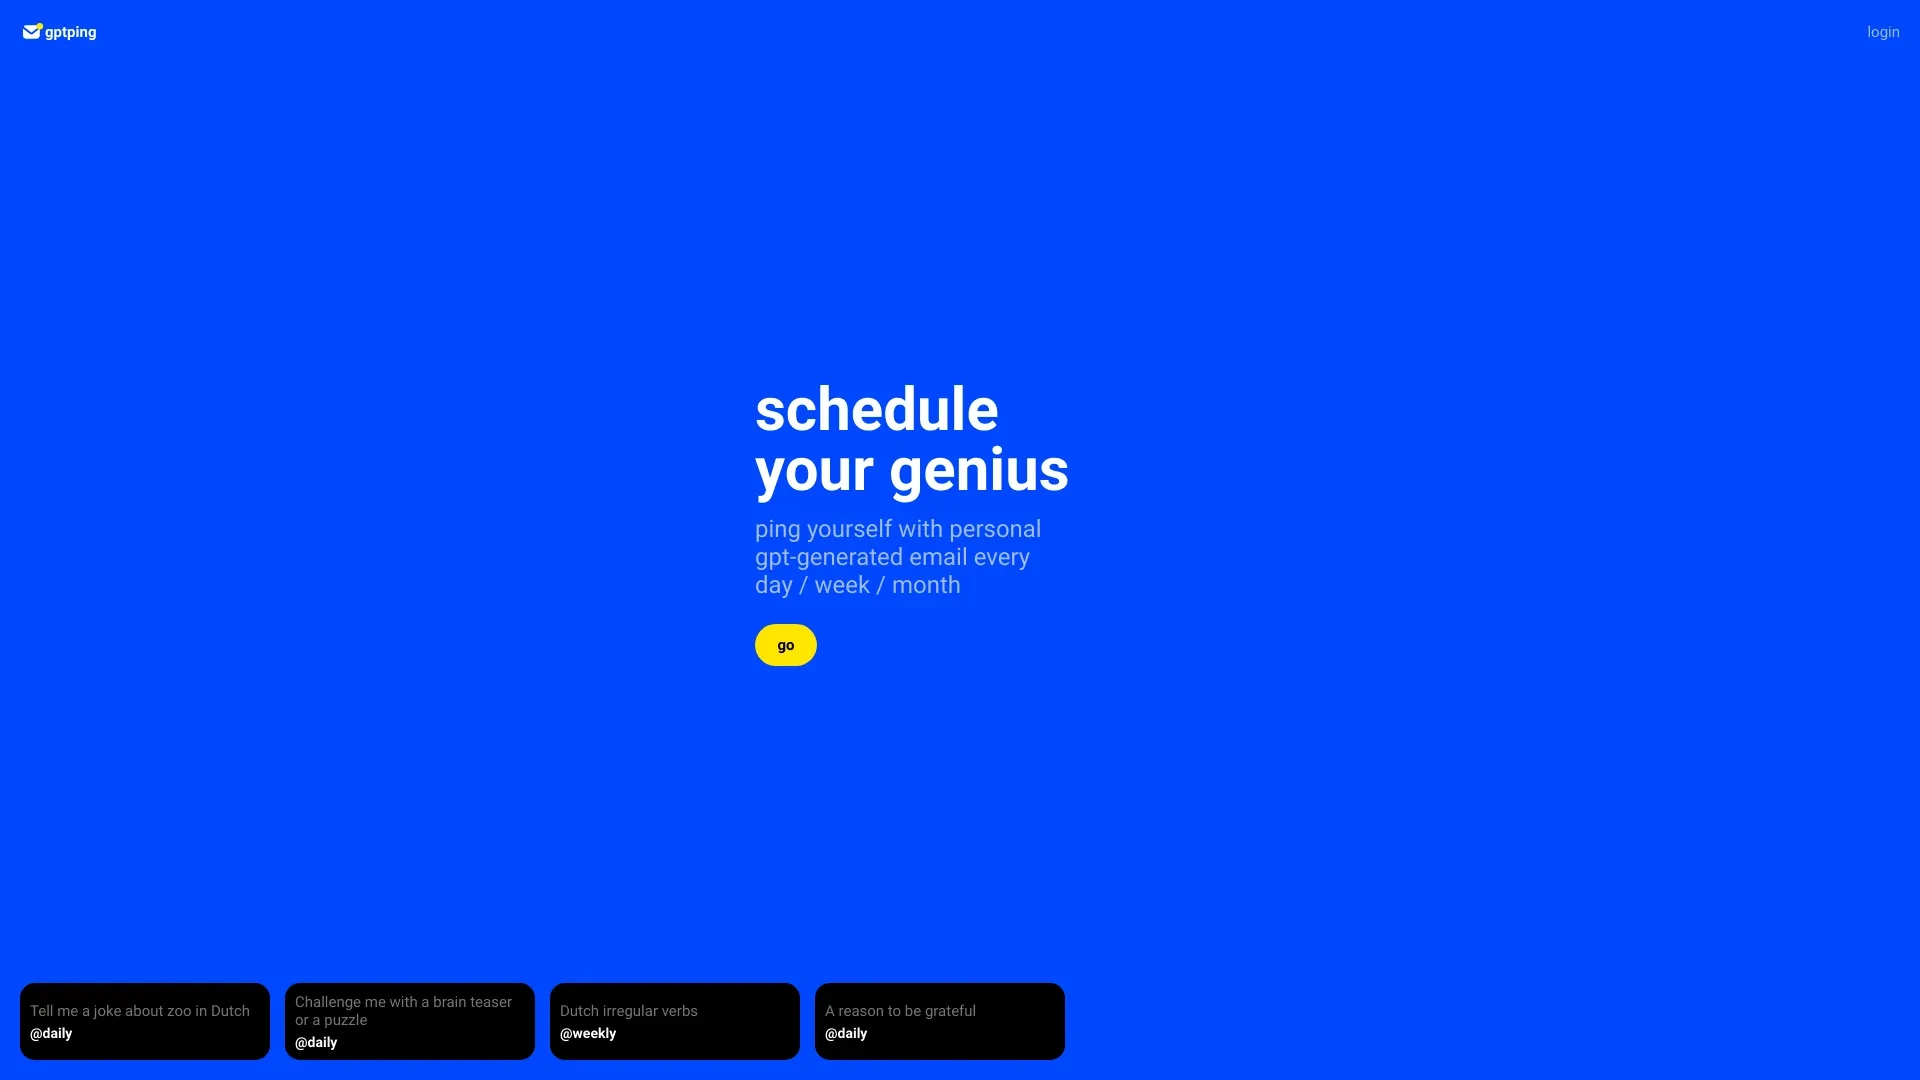 gptping
login
schedule
your genius
ping yourself with personal
gpt-generated email every
day / week / month
go
Tell me a joke about zoo in Dutch
@daily
Challenge me with a brain teaser
or a puzzle
@daily
Dutch irregular verbs
@weekly
A reason to be grateful
@daily